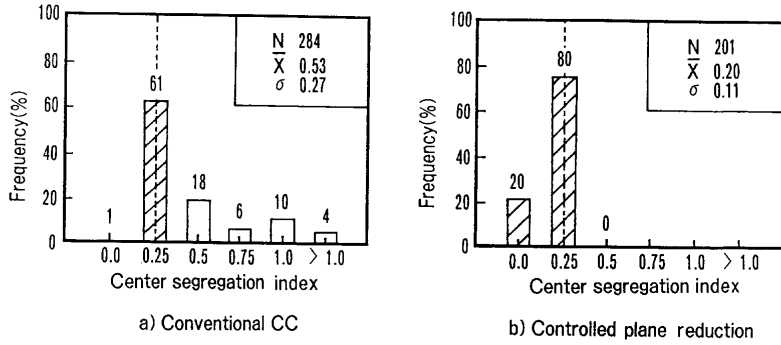 100
80
60
40
20
0
Frequency(%)
N 284
X̄ 0.53
σ 0.27
1
61
18
6
10
4
0.0 0.25 0.5 0.75 1.0 > 1.0
Center segregation index
a) Conventional CC
100
80
60
40
20
0
Frequency(%)
N 201
X̄ 0.20
σ 0.11
20
80
0
0.0 0.25 0.5 0.75 1.0 > 1.0
Center segregation index
b) Controlled plane reduction